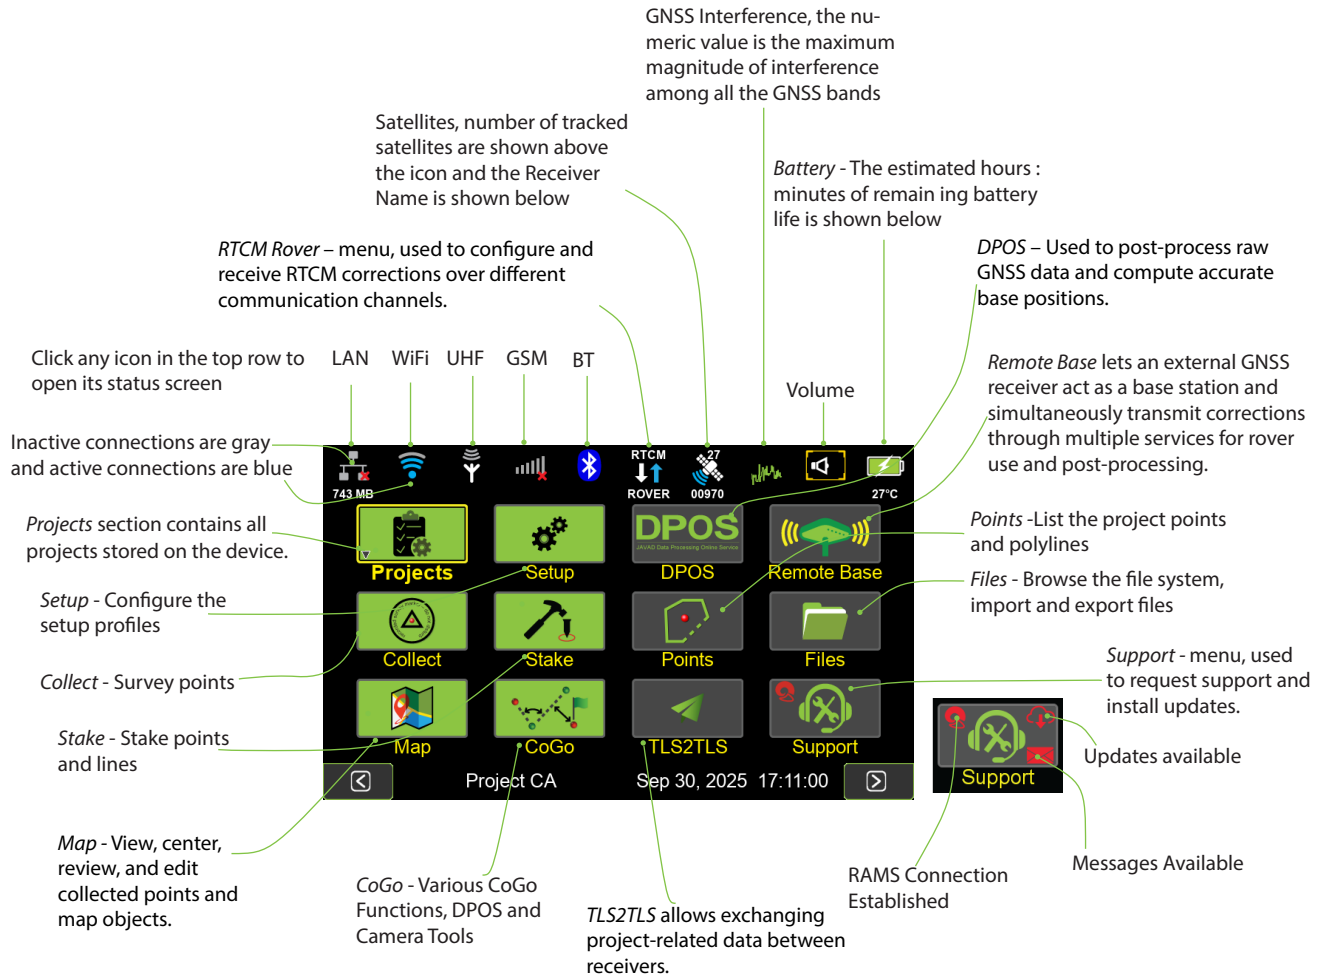 GNSS Interference, the nu-
meric value is the maximum
magnitude of interference
among all the GNSS bands
Satellites, number of tracked
satellites are shown above
the icon and the Receiver
Name is shown below
Battery - The estimated hours :
minutes of remain ing battery
life is shown below
RTCM Rover – menu, used to configure and
receive RTCM corrections over different
communication channels.
DPOS – Used to post-process raw
GNSS data and compute accurate
base positions.
Click any icon in the top row to
open its status screen
LAN WiFi UHF GSM BT
Volume
Remote Base lets an external GNSS
receiver act as a base station and
simultaneously transmit corrections
through multiple services for rover
use and post-processing.
Inactive connections are gray
and active connections are blue
743 MB
RTCM
ROVER
27
00970
27°C
Projects section contains all
projects stored on the device.
DPOS
JAVAD Data Processing Online Service
Projects Setup DPOS Remote Base
Points -List the project points
and polylines
Setup - Configure the
setup profiles
Files - Browse the file system,
import and export files
Collect Stake Points Files
Collect - Survey points
Support - menu, used
to request support and
install updates.
Stake - Stake points
and lines
Map CoGo TLS2TLS Support
Project CA Sep 30, 2025 17:11:00
Support
Updates available
Messages Available
RAMS Connection
Established
Map - View, center,
review, and edit
collected points and
map objects.
CoGo - Various CoGo
Functions, DPOS and
Camera Tools
TLS2TLS allows exchanging
project-related data between
receivers.